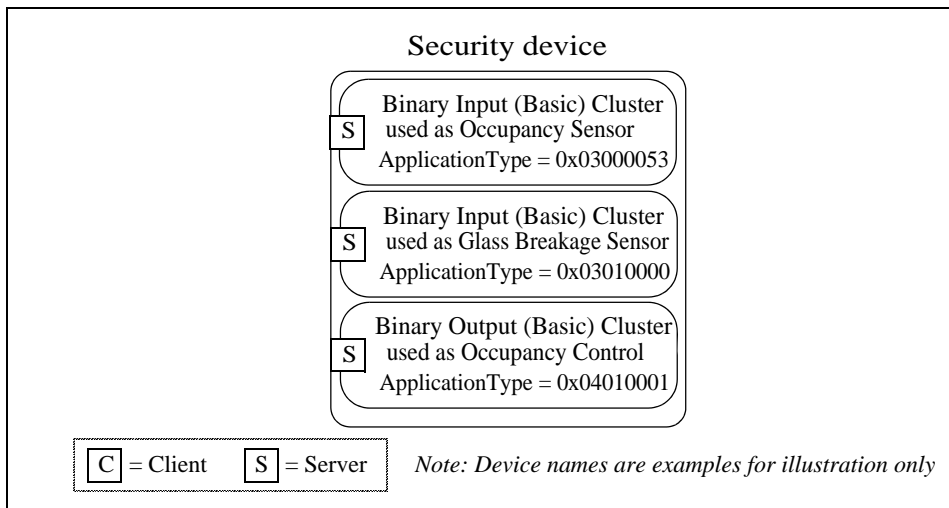 Security device
Binary Input (Basic) Cluster
used as Occupancy Sensor
ApplicationType = 0x03000053
S
Binary Input (Basic) Cluster
used as Glass Breakage Sensor
ApplicationType = 0x03010000
S
Binary Output (Basic) Cluster
used as Occupancy Control
ApplicationType = 0x04010001
S
C = Client S = Server Note: Device names are examples for illustration only